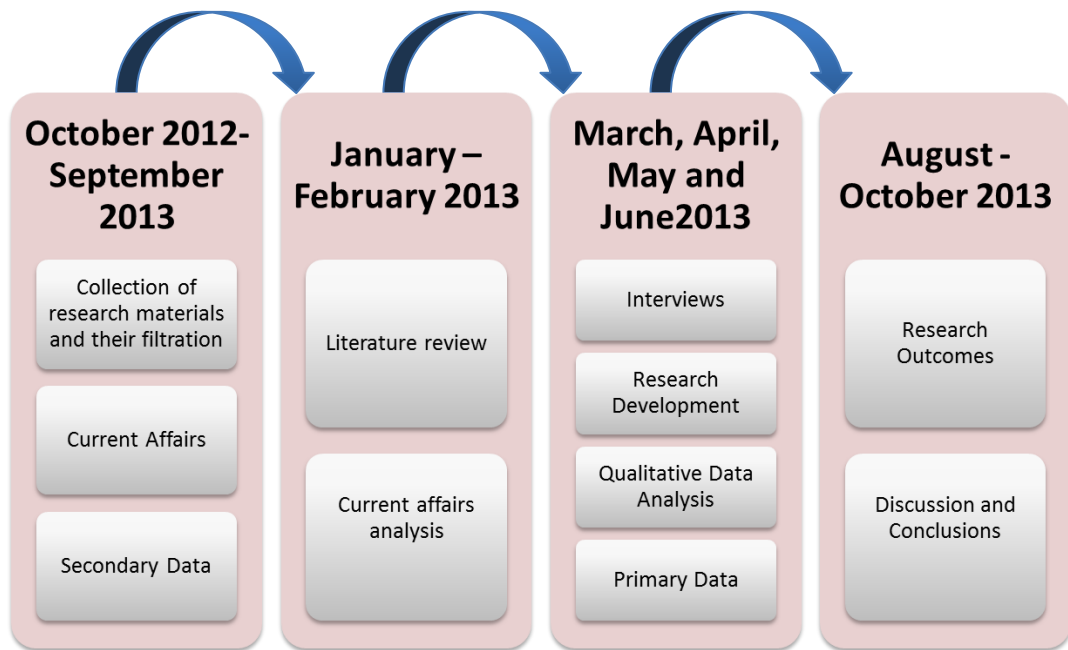 October 2012-
September
2013
Collection of
research materials
and their filtration
Current Affairs
Secondary Data
January –
February 2013
Literature review
Current affairs
analysis
March, April,
May and
June2013
Interviews
Research
Development
Qualitative Data
Analysis
Primary Data
August -
October 2013
Research
Outcomes
Discussion and
Conclusions